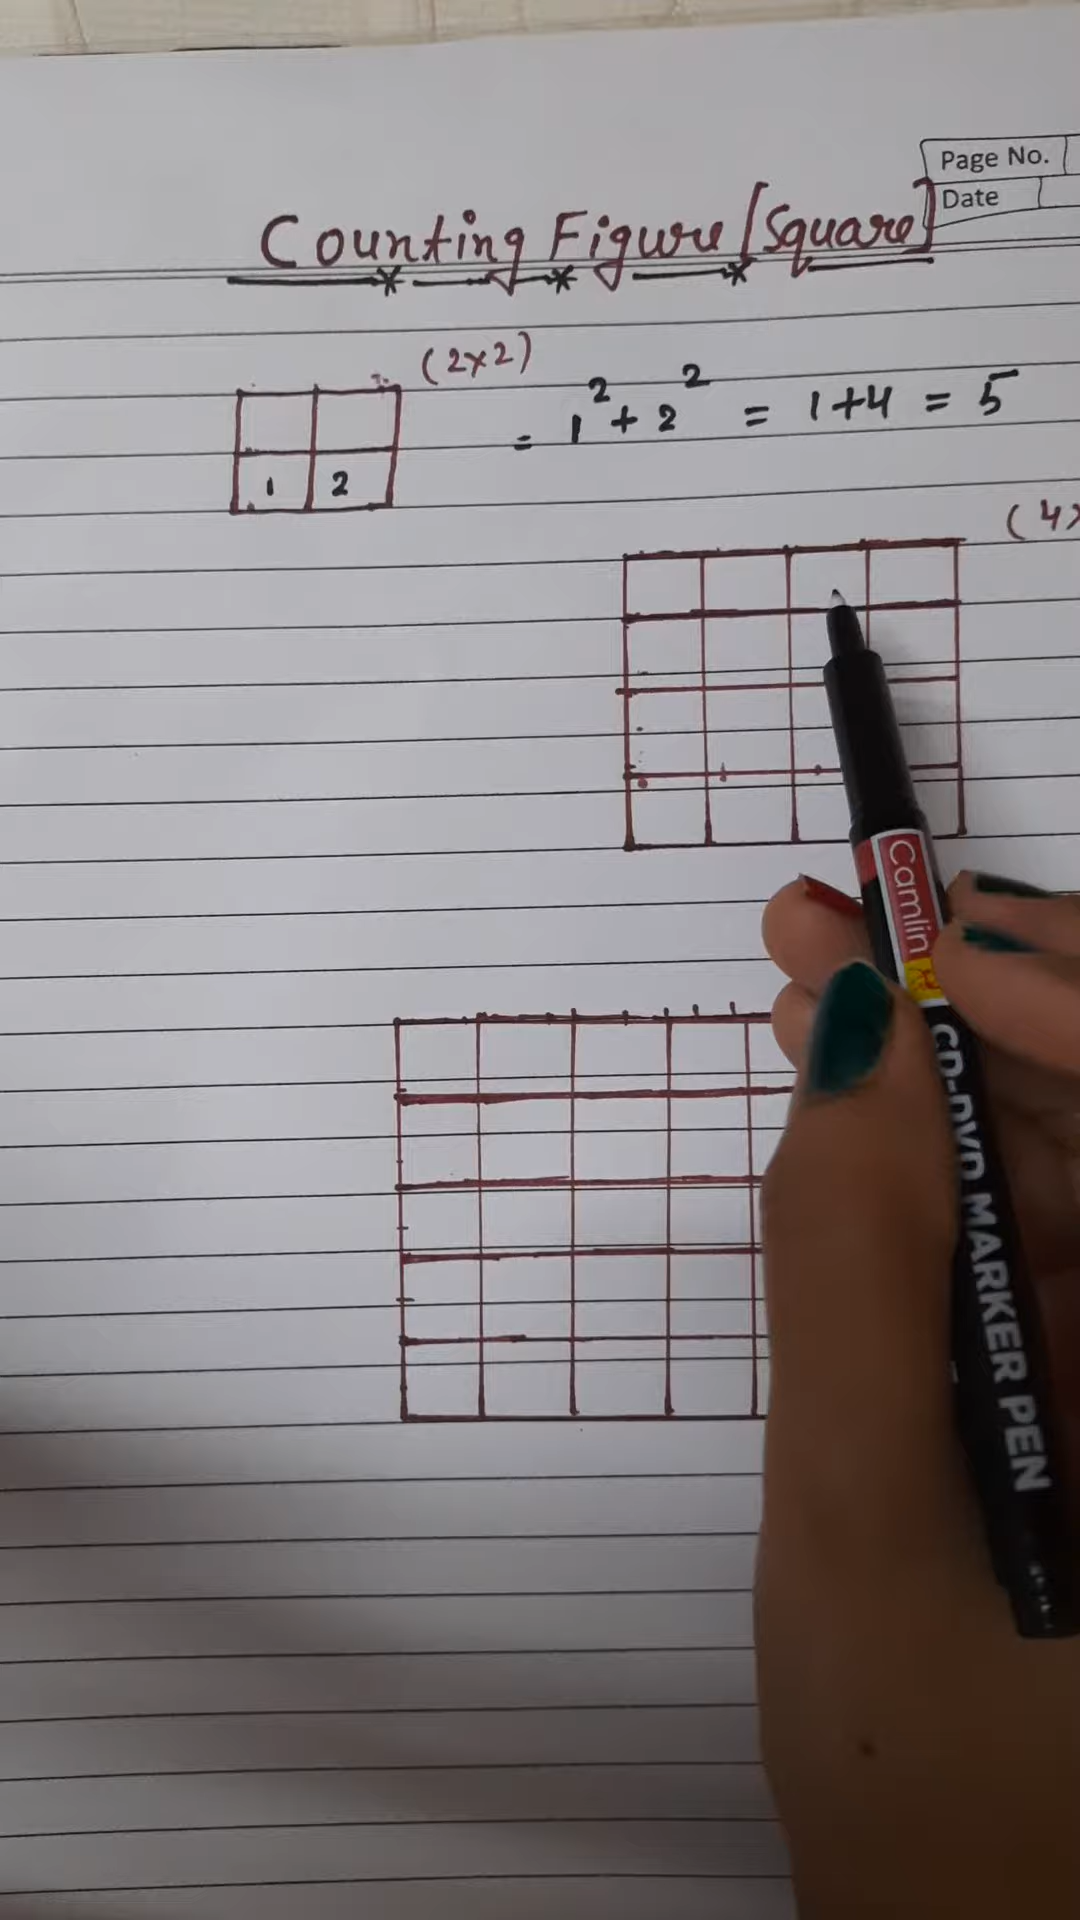 Page No.
Date
Counting Figure [Square]
(2×2)
= 1² + 2² = 1+4 = 5
1 2
(4×
Camlin
CD-DVD MARKER PEN